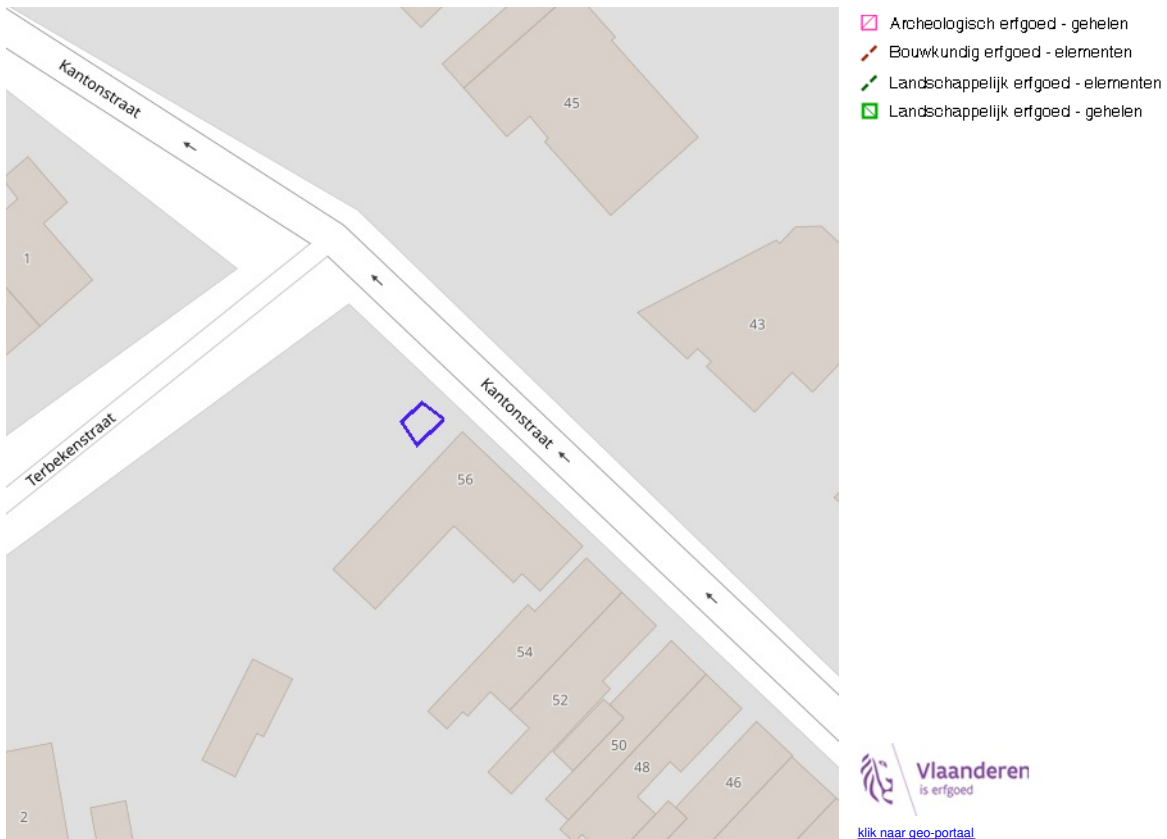 Kantonstraat
45
1
43
Kantonstraat
Terbekenstraat
56
54
52
50
48
46
2
Archeologisch erfgoed - gehelen
Bouwkundig erfgoed - elementen
Landschappelijk erfgoed - elementen
Landschappelijk erfgoed - gehelen
Vlaanderen
is erfgoed
klik naar geo-portaal